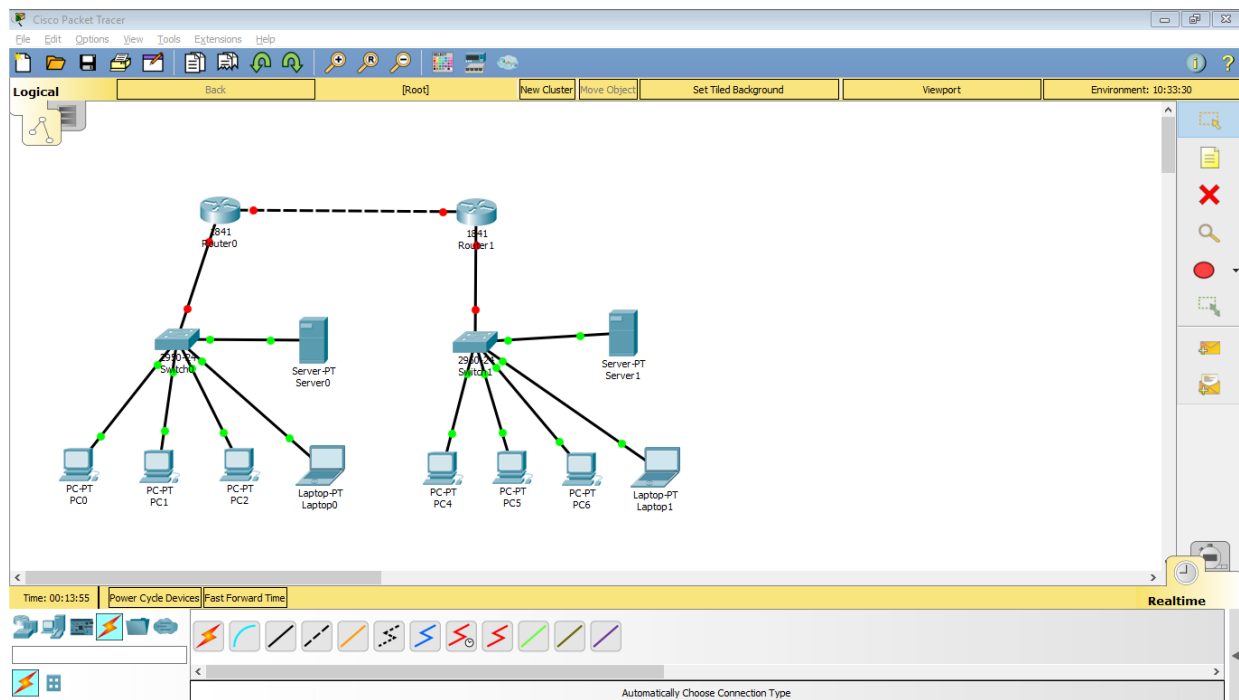 Cisco Packet Tracer
File Edit Options View Tools Extensions Help
Logical
Back
[Root]
New Cluster
Move Object
Set Tiled Background
Viewport
Environment: 10:33:30
1841
Router0
1841
Router1
2950-24
Switch0
Server-PT
Server0
2950-24
Switch1
Server-PT
Server1
PC-PT
PC0
PC-PT
PC1
PC-PT
PC2
Laptop-PT
Laptop0
PC-PT
PC4
PC-PT
PC5
PC-PT
PC6
Laptop-PT
Laptop1
Time: 00:13:55
Power Cycle Devices
Fast Forward Time
Realtime
Automatically Choose Connection Type